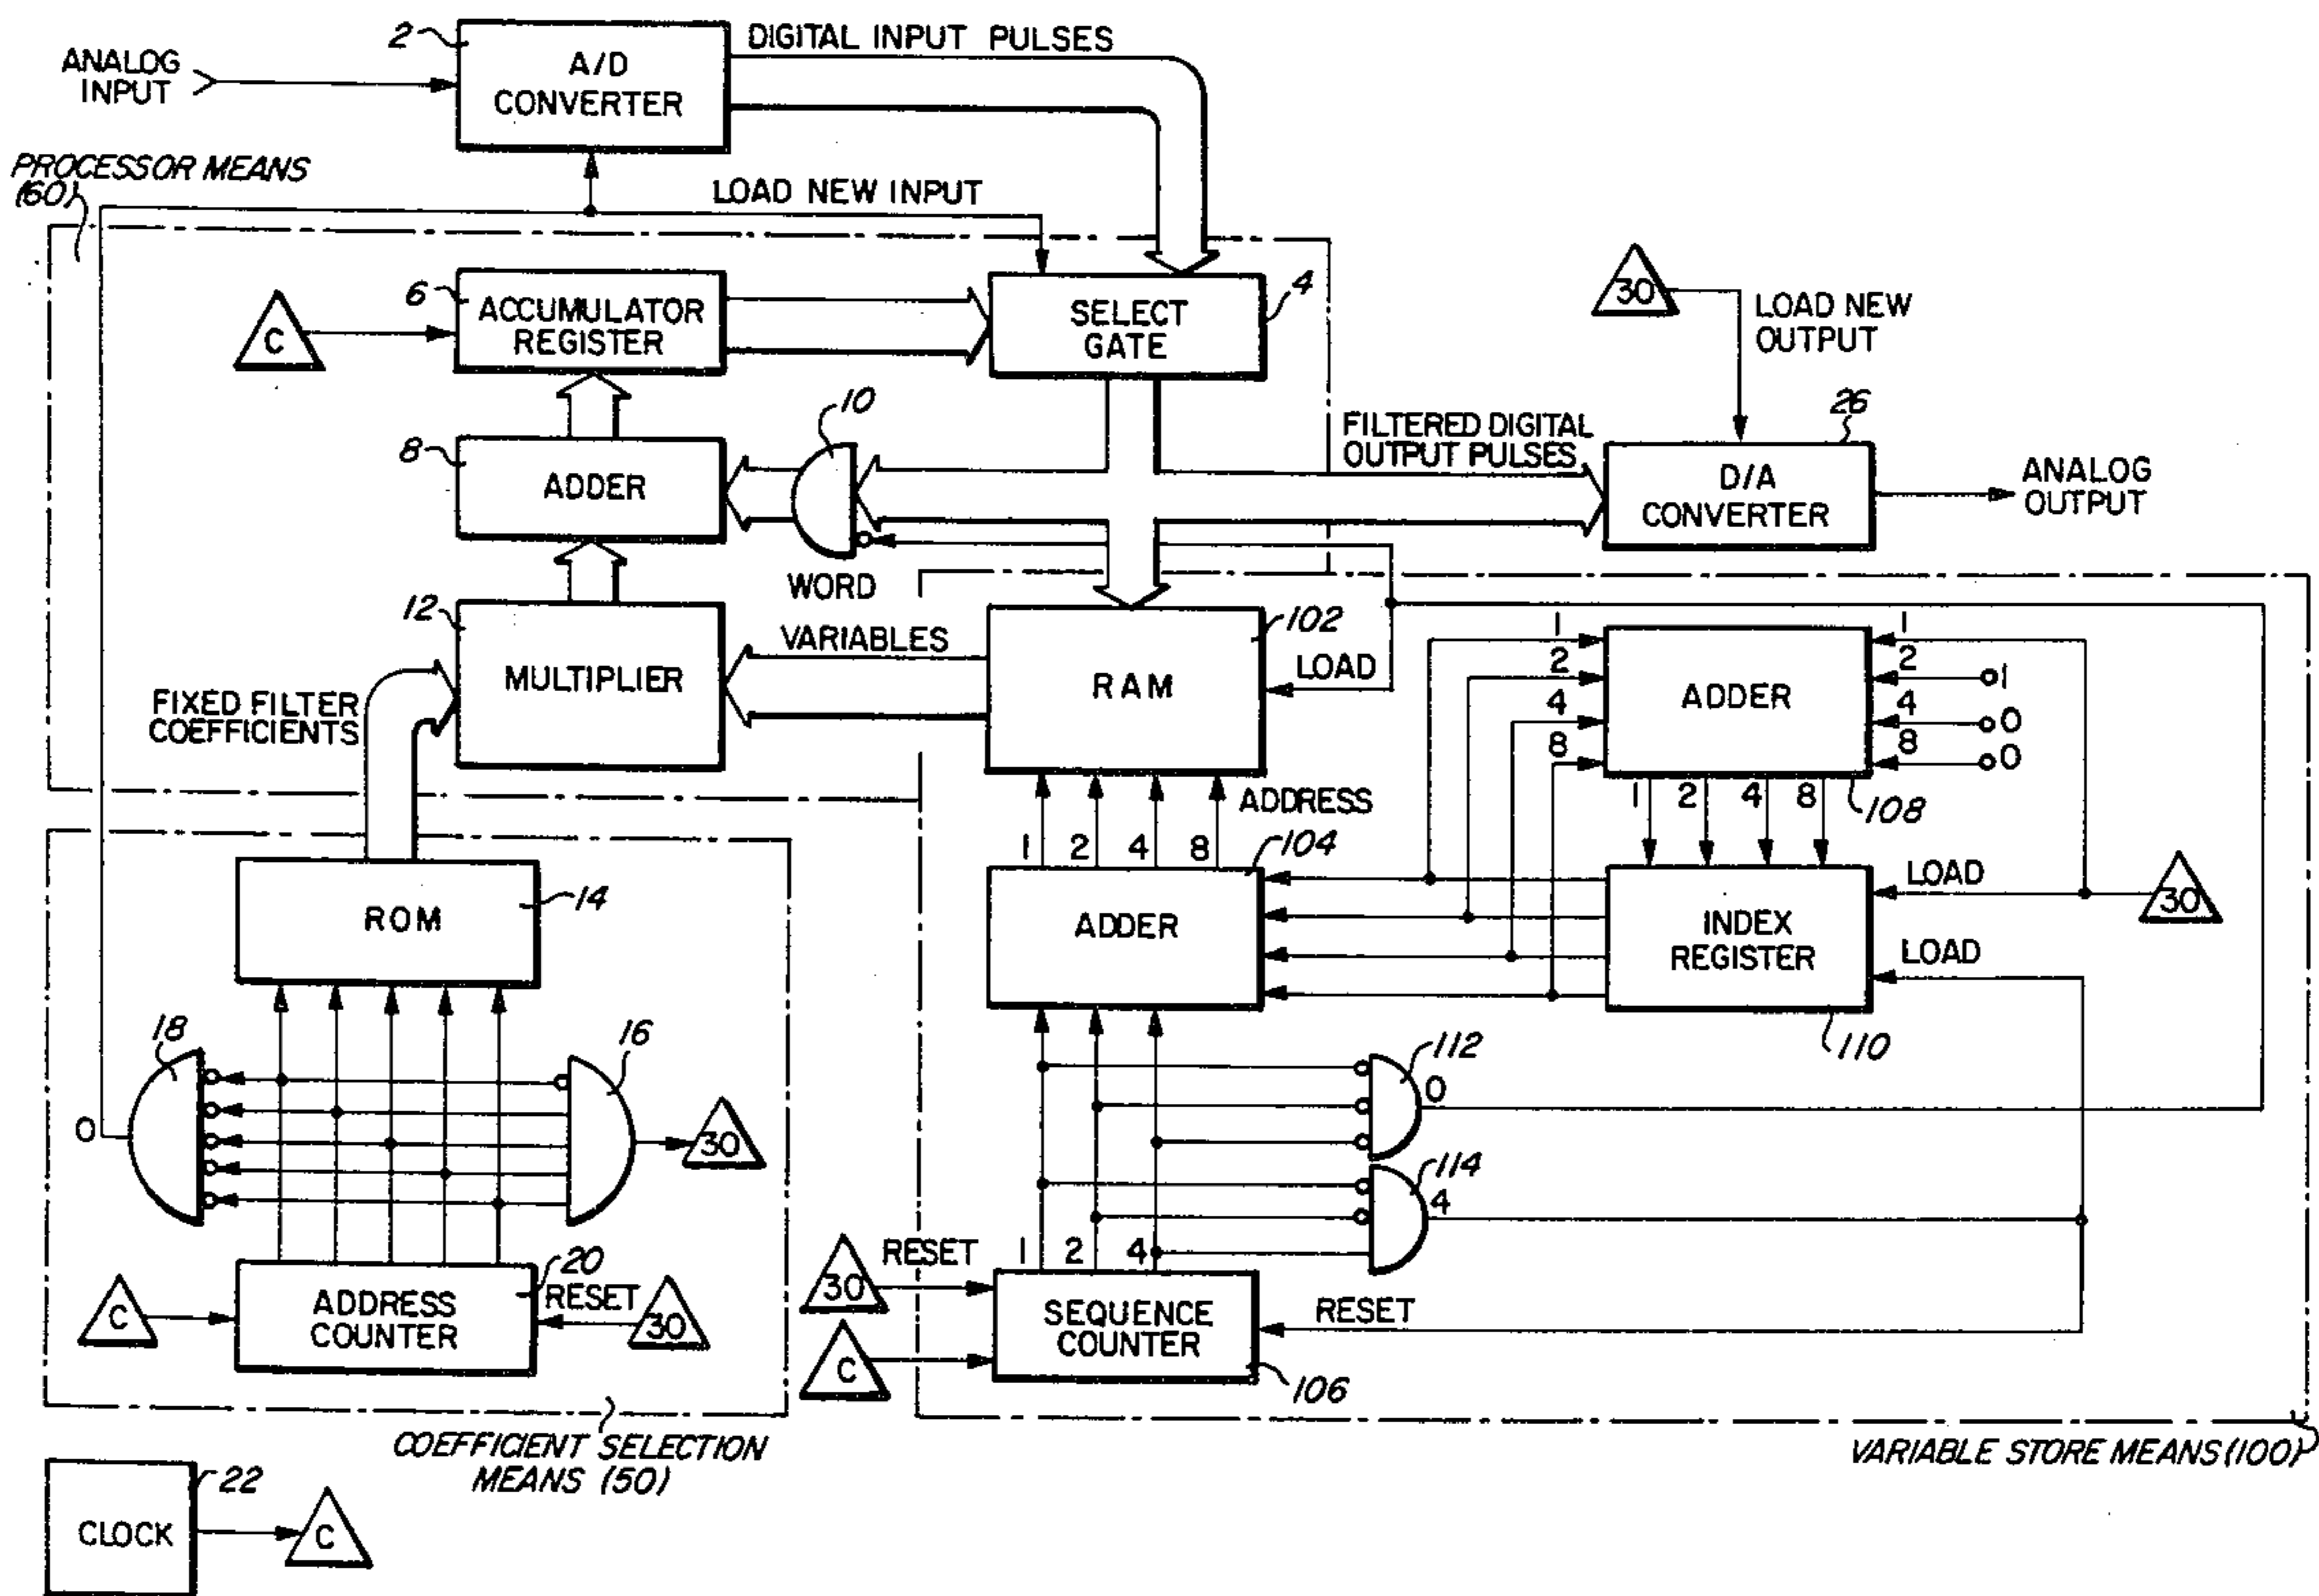 2
A/D
CONVERTER
DIGITAL INPUT PULSES
ANALOG
INPUT
PROCESSOR MEANS
(60)
LOAD NEW INPUT
6
ACCUMULATOR
REGISTER
C
SELECT
GATE
4
30
LOAD NEW
OUTPUT
8
ADDER
10
WORD
FILTERED DIGITAL
OUTPUT PULSES
26
D/A
CONVERTER
ANALOG
OUTPUT
12
MULTIPLIER
VARIABLES
FIXED FILTER
COEFFICIENTS
RAM
102
LOAD
ADDRESS
1 2 4 8
1
2
4
8
ADDER
1
2
4
8
1
0
0
1 2 4 8
108
ROM
14
104
ADDER
INDEX
REGISTER
LOAD
LOAD
30
110
18
0
16
30
112
0
114
4
20
ADDRESS
COUNTER
C
RESET
30
30
RESET
C
1 2 4
SEQUENCE
COUNTER
RESET
106
COEFFICIENT SELECTION
MEANS (50)
VARIABLE STORE MEANS (100)
22
CLOCK
C